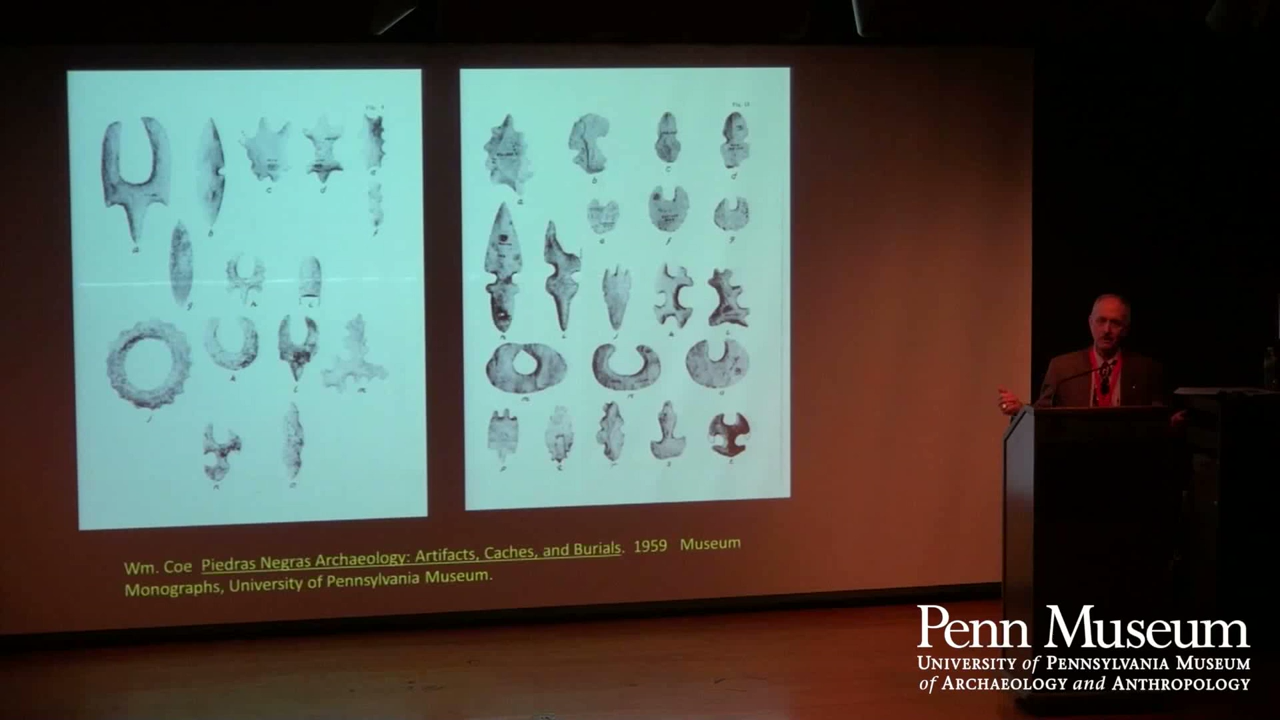 Wm. Coe Piedras Negras Archaeology: Artifacts, Caches, and Burials. 1959 Museum
Monographs, University of Pennsylvania Museum.
Penn Museum
UNIVERSITY of PENNSYLVANIA MUSEUM
of ARCHAEOLOGY and ANTHROPOLOGY